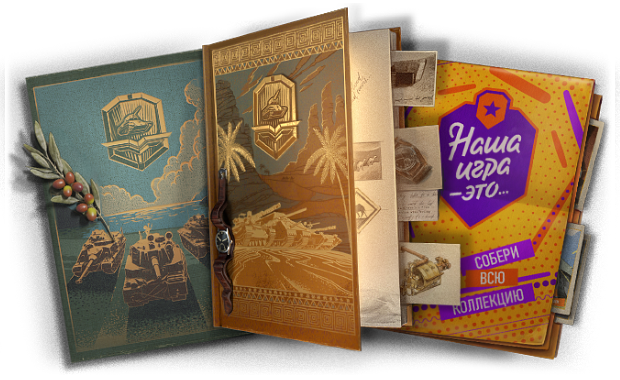 Наша
игра
–это...
СОБЕРИ
ВСЮ
КОЛЛЕКЦИЮ